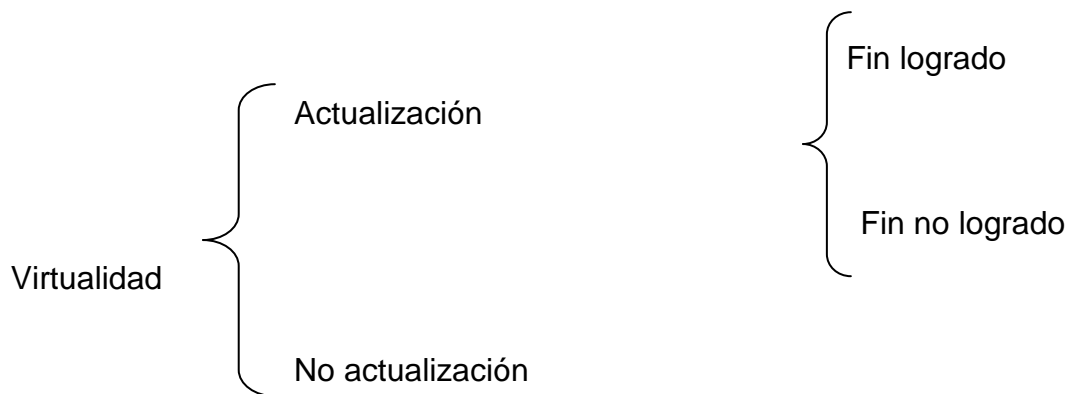 Fin logrado
Actualización
Fin no logrado
Virtualidad
No actualización